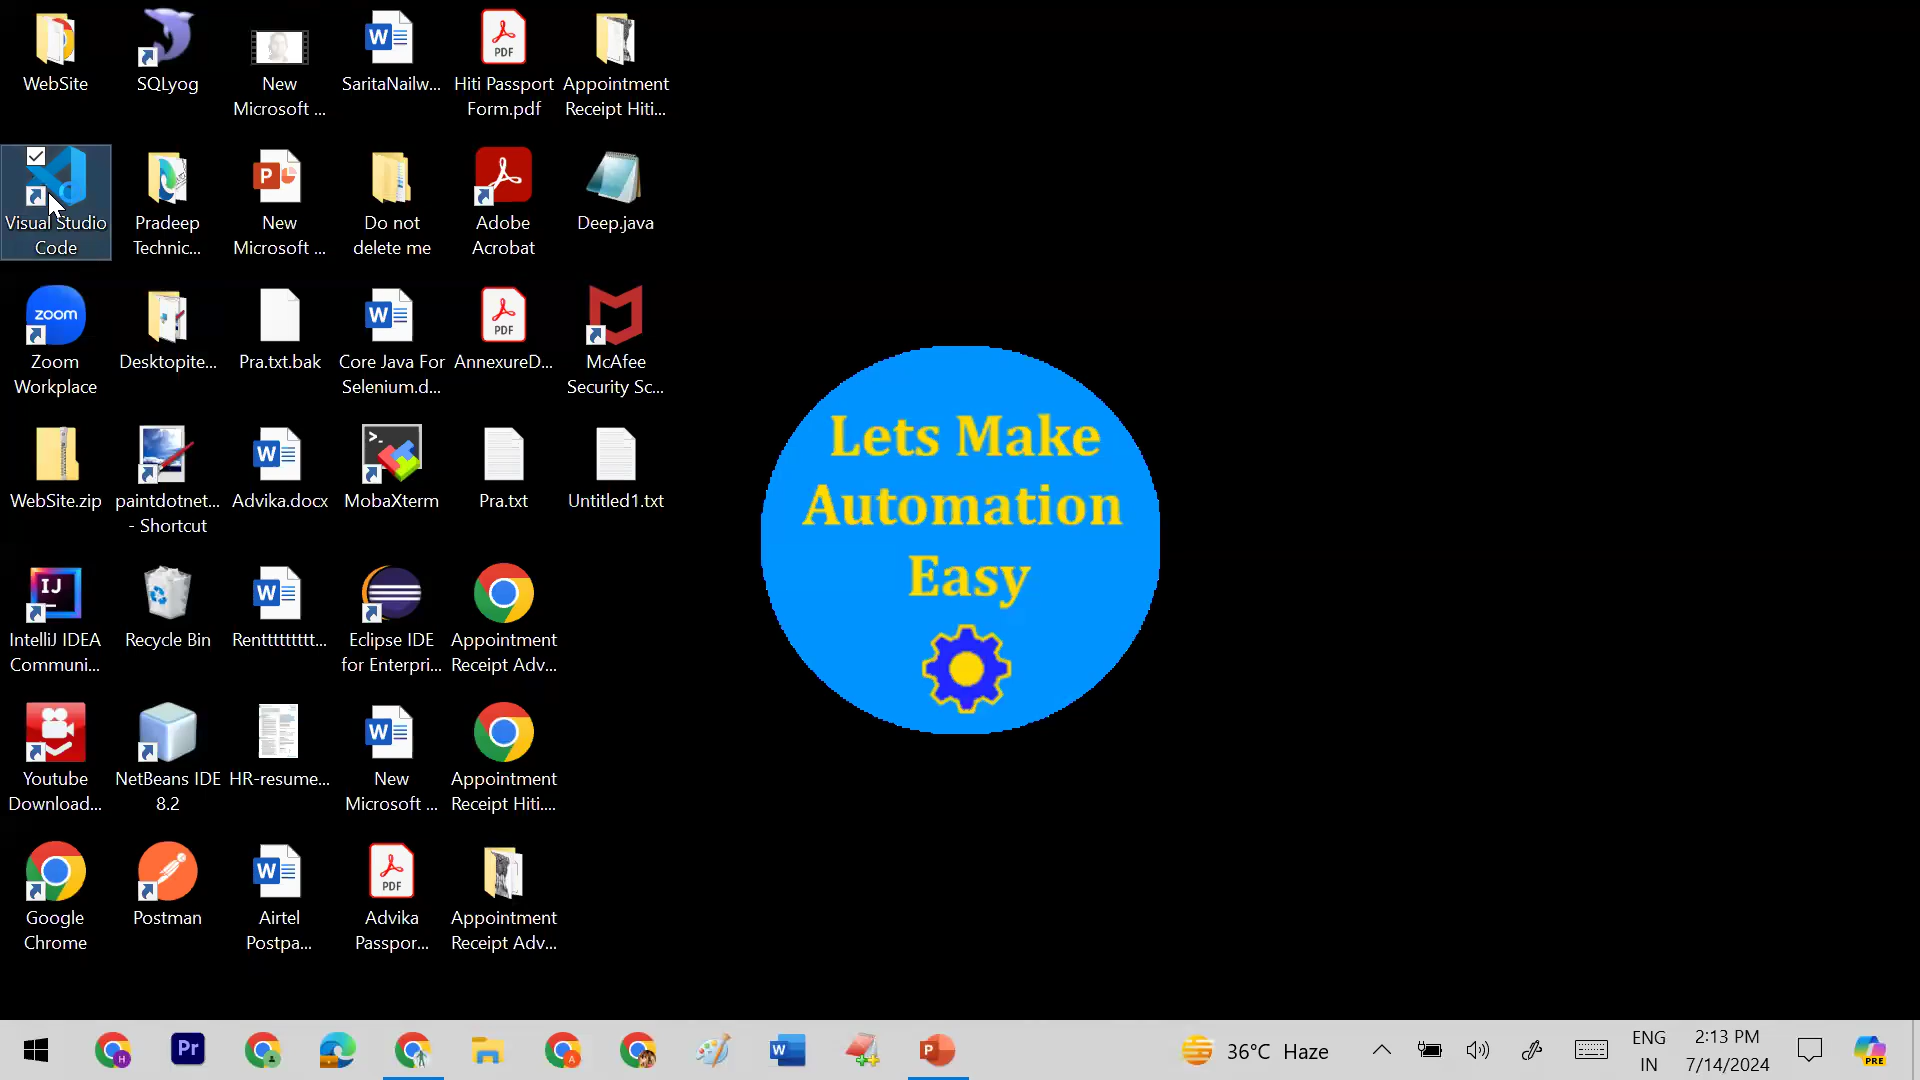 WebSite
SQLyog
New
Microsoft ...
SaritaNailw...
Hiti Passport
Form.pdf
Appointment
Receipt Hiti...
Visual Studio
Code
Pradeep
Technic...
New
Microsoft ...
Do not
delete me
Adobe
Acrobat
Deep.java
zoom
Zoom
Workplace
Desktopite...
Pra.txt.bak
Core Java For
Selenium.d...
PDF
AnnexureD...
McAfee
Security Sc...
WebSite.zip
paintdotnet...
- Shortcut
Advika.docx
MobaXterm
Pra.txt
Untitled1.txt
IntelliJ IDEA
Communi...
Recycle Bin
Renttttttttt...
Eclipse IDE
for Enterpri...
Appointment
Receipt Adv...
Youtube
Download...
NetBeans IDE
8.2
HR-resume...
New
Microsoft ...
Appointment
Receipt Hiti....
Google
Chrome
Postman
Airtel
Postpa...
PDF
Advika
Passpor...
Appointment
Receipt Adv...
Lets Make
Automation
Easy
36°C Haze
ENG
IN
2:13 PM
7/14/2024